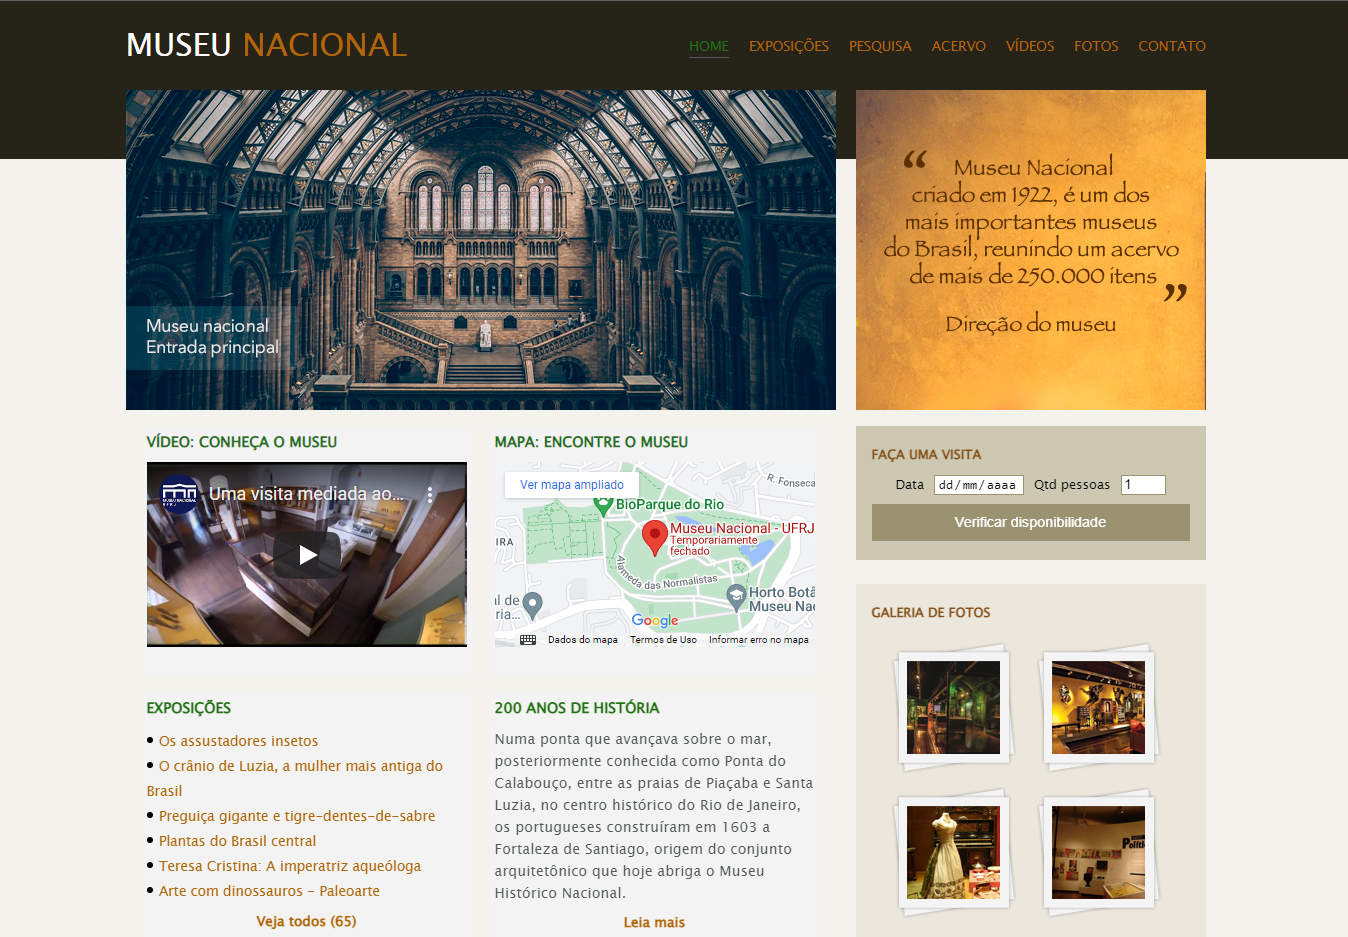 MUSEU NACIONAL
HOME EXPOSIÇÕES PESQUISA ACERVO VÍDEOS FOTOS CONTATO
Museu nacional
Entrada principal
“ Museu Nacional
criado em 1922, é um dos
mais importantes museus
do Brasil, reunindo um acervo
de mais de 250.000 itens ”
Direção do museu
VÍDEO: CONHEÇA O MUSEU
MUSEU NACIONAL
UFRJ
Uma visita mediada ao...
MAPA: ENCONTRE O MUSEU
Ver mapa ampliado
R. Fonseca
BioParque do Rio
Museu Nacional - UFRJ
Temporariamente
fechado
IRA
Alameda das Normalistas
l de
ria...
Horto Botâ
Museu Nac
Google
Dados do mapa Termos de Uso Informar erro no mapa
FAÇA UMA VISITA
Data dd/mm/aaaa Qtd pessoas 1
Verificar disponibilidade
GALERIA DE FOTOS
Polític
EXPOSIÇÕES
Os assustadores insetos
O crânio de Luzia, a mulher mais antiga do
Brasil
Preguiça gigante e tigre-dentes-de-sabre
Plantas do Brasil central
Teresa Cristina: A imperatriz aqueóloga
Arte com dinossauros - Paleoarte
Veja todos (65)
200 ANOS DE HISTÓRIA
Numa ponta que avançava sobre o mar,
posteriormente conhecida como Ponta do
Calabouço, entre as praias de Piaçaba e Santa
Luzia, no centro histórico do Rio de Janeiro,
os portugueses construíram em 1603 a
Fortaleza de Santiago, origem do conjunto
arquitetônico que hoje abriga o Museu
Histórico Nacional.
Leia mais